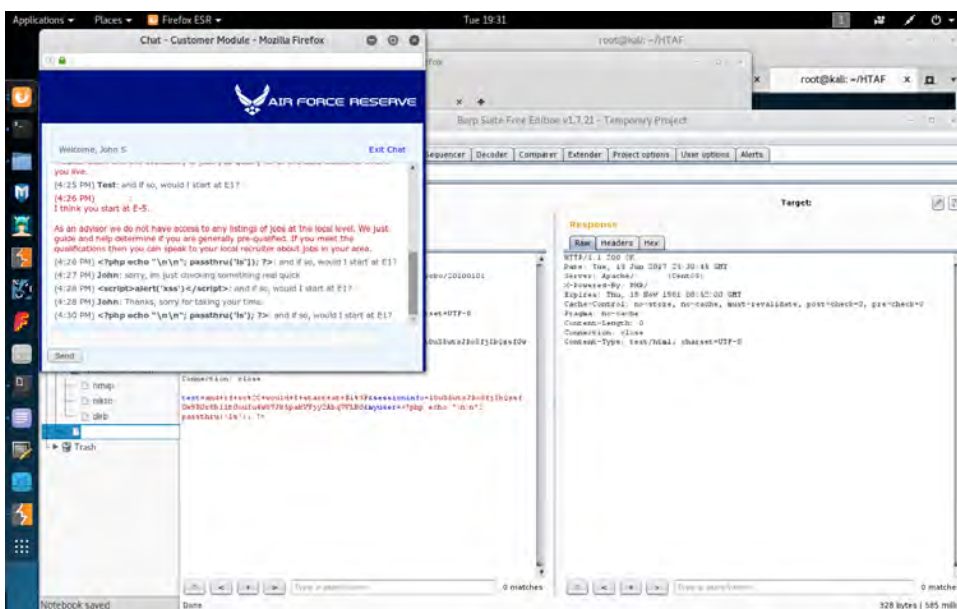 Applications Places Firefox ESR Tue 19:31 1
Chat - Customer Module - Mozilla Firefox
root@kali: ~/HTAF
root@kali: ~/HTAF
Burp Suite Free Edition v1.7.21 - Temporary Project
AIR FORCE RESERVE
Welcome, John S Exit Chat
you live.
(4:25 PM) Test: and if so, would I start at E1?
(4:26 PM) :
I think you start at E-5.
As an advisor we do not have access to any listings of jobs at the local level. We just
guide and help determine if you are generally pre-qualified. If you meet the
qualifications then you can speak to your local recruiter about jobs in your area.
(4:26 PM) <?php echo "\n\n"; passthru('ls'); ?>: and if so, would I start at E1?
(4:27 PM) John: sorry, im just checking something real quick
(4:28 PM) <script>alert('xss')</script>: and if so, would I start at E1?
(4:28 PM) John: Thanks, sorry for taking your time.
(4:30 PM) <?php echo "\n\n"; passthru('ls'); ?>: and if so, would I start at E1?
Send
Sequencer Decoder Comparer Extender Project options User options Alerts
Target:
Response
Raw Headers Hex
HTTP/1.1 200 OK
Server: Apache/ (CentOS)
X-Powered-By: PHP/
Expires: Thu, 19 Nov 1981 08:52:00 GMT
Cache-Control: no-store, no-cache, must-revalidate, post-check=0, pre-check=0
Pragma: no-cache
Content-Length: 0
Connection: close
Content-Type: text/html; charset=UTF-8
Connection: close
passthru('ls'); ?>
nmap
nikto
dirb
Trash
0 matches
0 matche
Notebook saved
Done
328 bytes | 585 milli